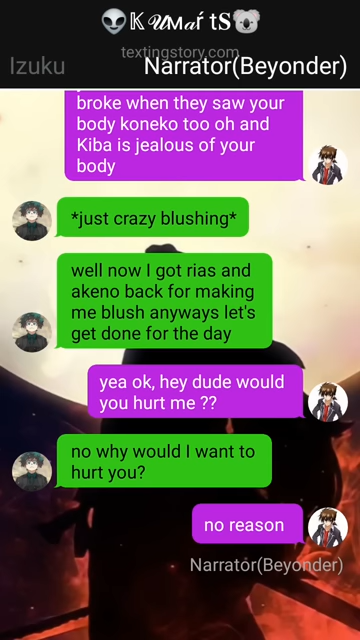 👽𝕂 𝓤𝐌𝓪ŕ tS🐨
textingstory.com
Izuku
Narrator(Beyonder)
broke when they saw your
body koneko too oh and
Kiba is jealous of your
body
*just crazy blushing*
well now I got rias and
akeno back for making
me blush anyways let's
get done for the day
yea ok, hey dude would
you hurt me ??
no why would I want to
hurt you?
no reason
Narrator(Beyonder)